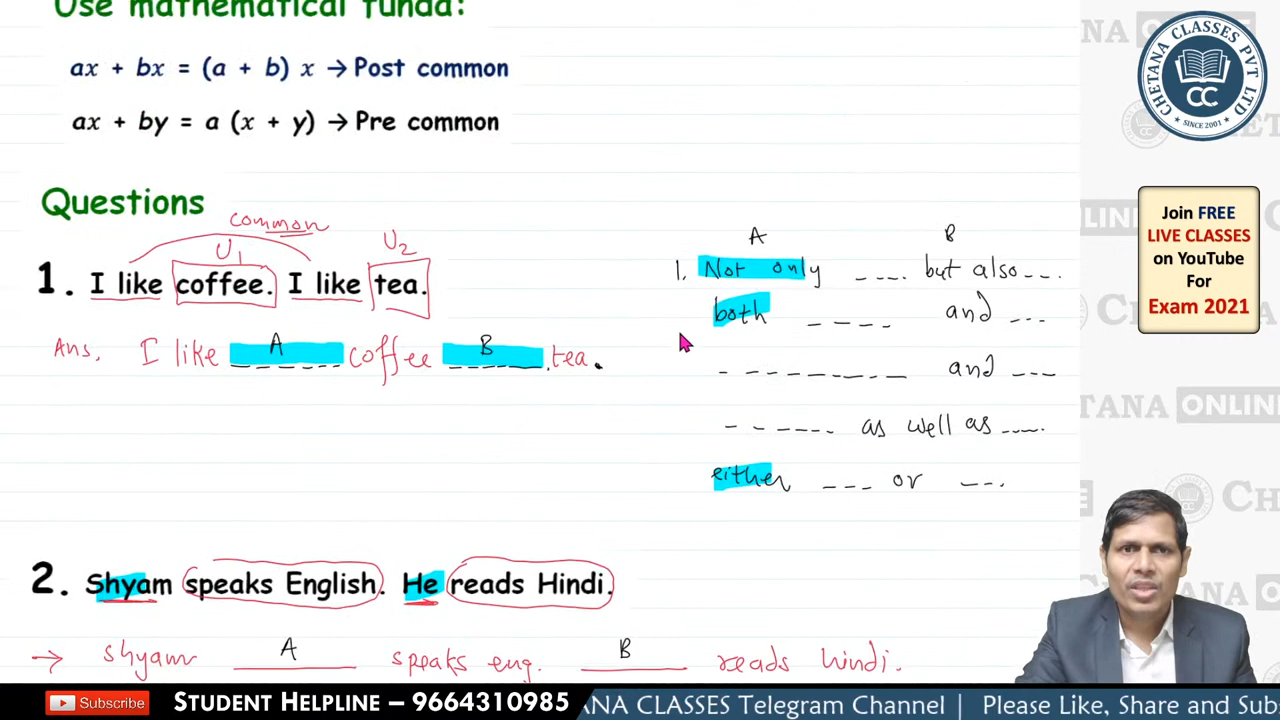 Use mathematical funda:
ax + bx = (a + b) x → Post common
ax + by = a (x + y) → Pre common
Questions
common
U1 U2
1. I like coffee. I like tea.
Ans. I like A coffee B tea.
A B
1. Not only ---- but also ---.
both ---- and ---
--------- and ---
------ as well as ----.
either --- or ---.
2. Shyam speaks English. He reads Hindi.
→ shyam A speaks eng. B reads hindi.
CHETANA CLASSES PVT LTD
CC
SINCE 2001
Join FREE
LIVE CLASSES
on YouTube
For
Exam 2021
TANA
NLINE
ETANA ONLINE
Subscribe
STUDENT HELPLINE – 9664310985
ANA CLASSES Telegram Channel | Please Like, Share and Sub